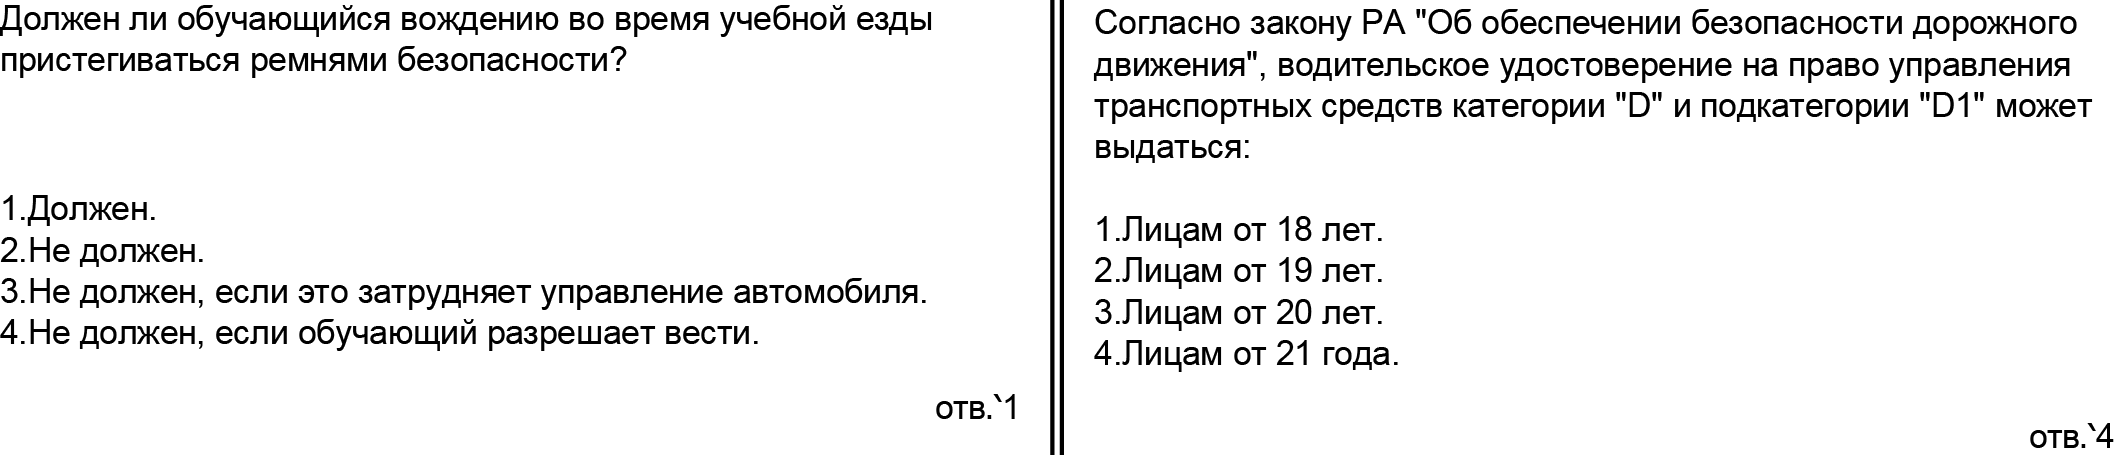 Должен ли обучающийся вождению во время учебной езды
пристегиваться ремнями безопасности?
1.Должен.
2.Не должен.
3.Не должен, если это затрудняет управление автомобиля.
4.Не должен, если обучающий разрешает вести.
отв.՝1
Согласно закону РА "Об обеспечении безопасности дорожного
движения", водительское удостоверение на право управления
транспортных средств категории "D" и подкатегории "D1" может
выдаться:
1.Лицам от 18 лет.
2.Лицам от 19 лет.
3.Лицам от 20 лет.
4.Лицам от 21 года.
отв.՝4